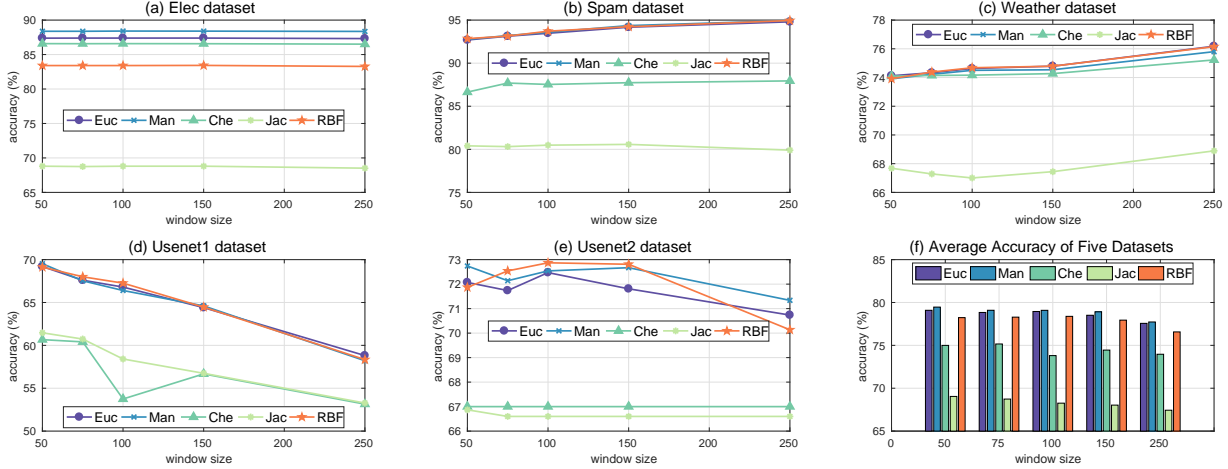 (a) Elec dataset
90
85
80
75
70
65
accuracy (%)
Euc Man Che Jac RBF
50 100 150 200 250
window size
(b) Spam dataset
95
90
85
80
75
accuracy (%)
Euc Man Che Jac RBF
50 100 150 200 250
window size
(c) Weather dataset
78
76
74
72
70
68
66
accuracy (%)
Euc Man Che Jac RBF
50 100 150 200 250
window size
(d) Usenet1 dataset
70
65
60
55
50
accuracy (%)
Euc Man Che Jac RBF
50 100 150 200 250
window size
(e) Usenet2 dataset
73
72
71
70
69
68
67
66
accuracy (%)
Euc Man Che Jac RBF
50 100 150 200 250
window size
(f) Average Accuracy of Five Datasets
85
80
75
70
65
accuracy (%)
Euc Man Che Jac RBF
0 50 75 100 150 250
window size